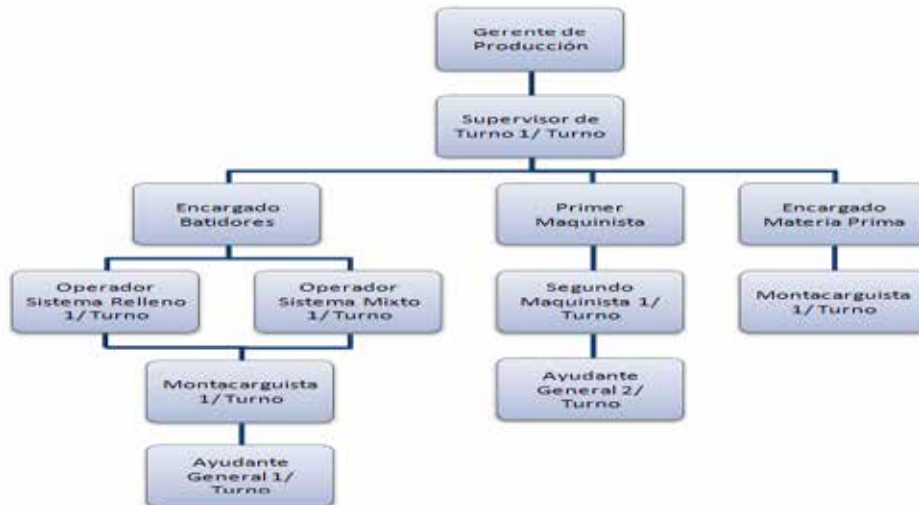 Gerente de
Producción
Supervisor de
Turno 1/ Turno
Encargado
Batidores
Primer
Maquinista
Encargado
Materia Prima
Operador
Sistema Relleno
1/Turno
Operador
Sistema Mixto
1/Turno
Segundo
Maquinista 1/
Turno
Montacarguista
1/Turno
Montacarguista
1/Turno
Ayudante
General 2/
Turno
Ayudante
General 1/
Turno